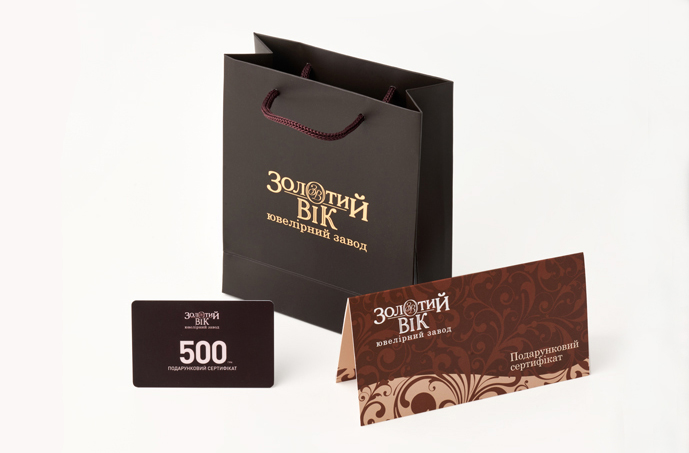 ЗОЛОТИЙ
ВІК
ювелірний завод
ЗОЛОТИЙ
ВІК
ювелірний завод
500
ПОДАРУНКОВИЙ СЕРТИФІКАТ
ЗОЛОТИЙ
ВІК
ювелірний завод
Подарунковий
сертифікат